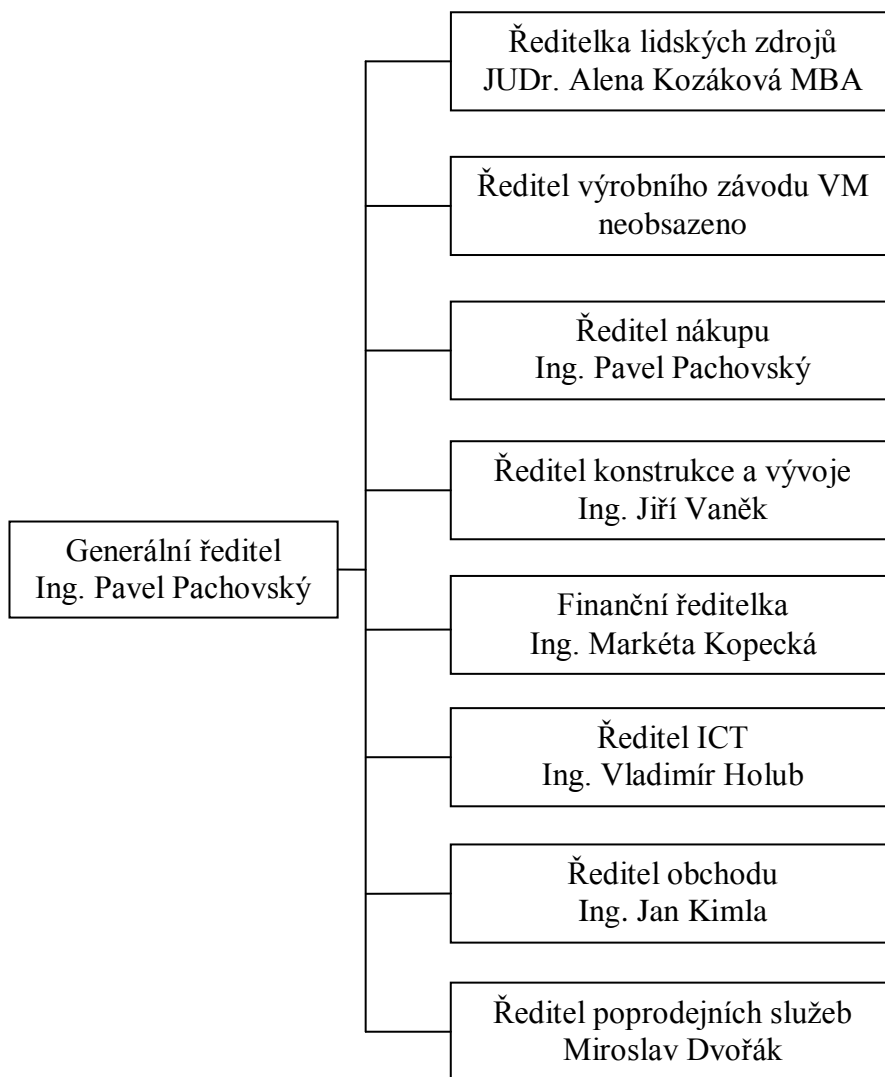 Ředitelka lidských zdrojů
JUDr. Alena Kozáková MBA
Ředitel výrobního závodu VM
neobsazeno
Ředitel nákupu
Ing. Pavel Pachovský
Ředitel konstrukce a vývoje
Ing. Jiří Vaněk
Generální ředitel
Ing. Pavel Pachovský
Finanční ředitelka
Ing. Markéta Kopecká
Ředitel ICT
Ing. Vladimír Holub
Ředitel obchodu
Ing. Jan Kimla
Ředitel poprodejních služeb
Miroslav Dvořák